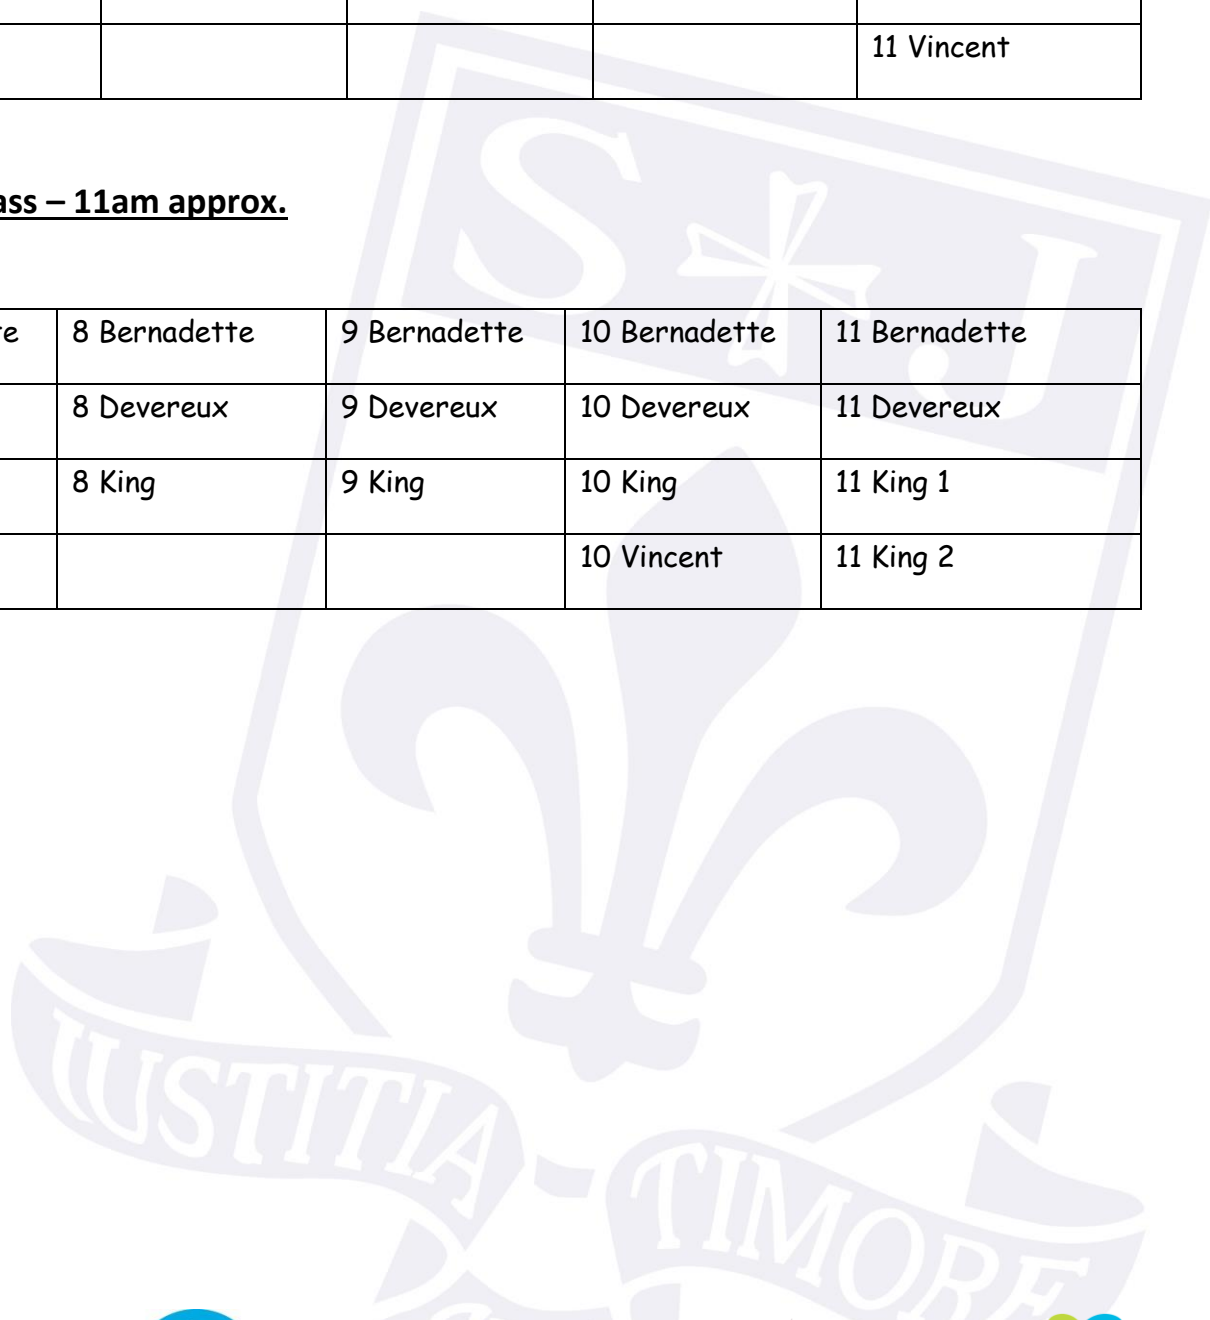 11 Vincent
ass – 11am approx.
te 8 Bernadette 9 Bernadette 10 Bernadette 11 Bernadette
8 Devereux 9 Devereux 10 Devereux 11 Devereux
8 King 9 King 10 King 11 King 1
10 Vincent 11 King 2
S J
IUSTITIA - TIMORE